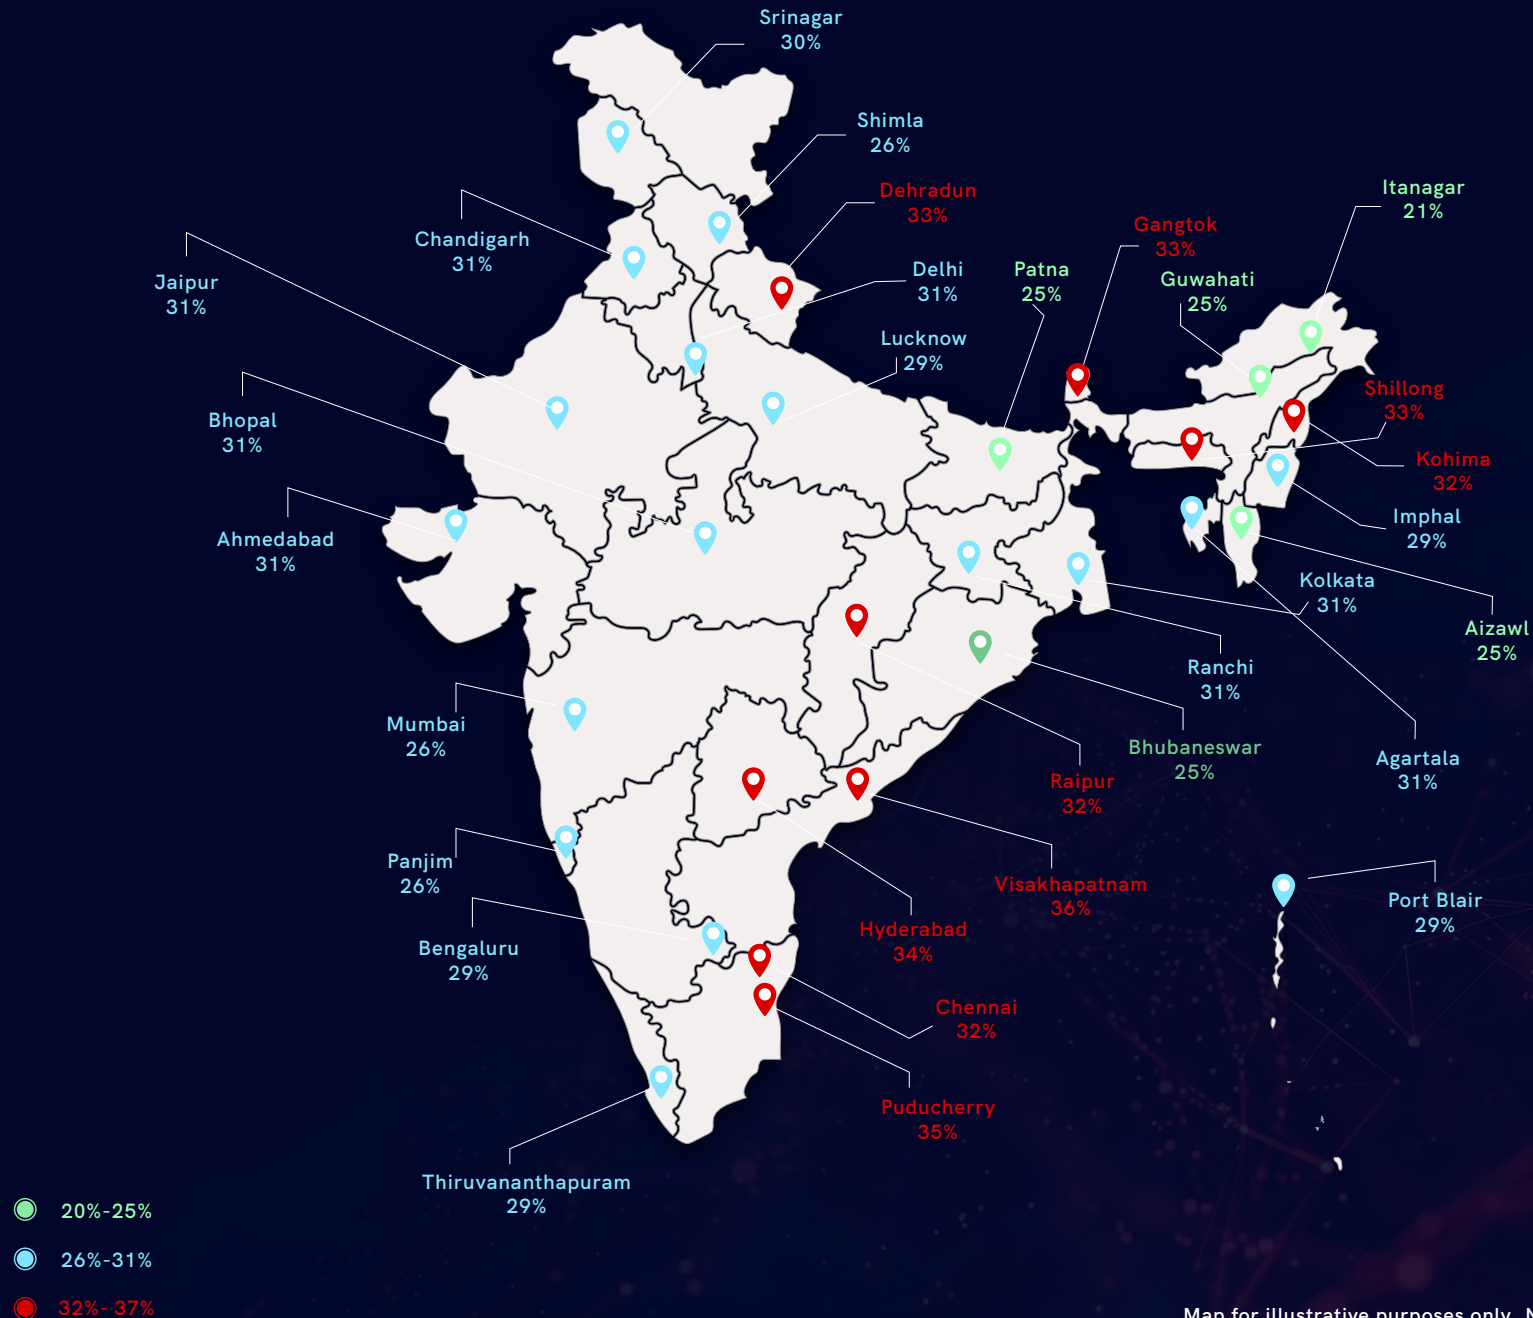 Srinagar
30%
Shimla
26%
Dehradun
33%
Itanagar
21%
Gangtok
33%
Chandigarh
31%
Delhi
31%
Patna
25%
Guwahati
25%
Jaipur
31%
Lucknow
29%
Shillong
33%
Bhopal
31%
Kohima
32%
Imphal
29%
Ahmedabad
31%
Kolkata
31%
Aizawl
25%
Ranchi
31%
Mumbai
26%
Bhubaneswar
25%
Agartala
31%
Raipur
32%
Panjim
26%
Visakhapatnam
36%
Port Blair
29%
Hyderabad
34%
Bengaluru
29%
Chennai
32%
Puducherry
35%
Thiruvananthapuram
29%
20%-25%
26%-31%
32%- 37%
Map for illustrative purposes only.